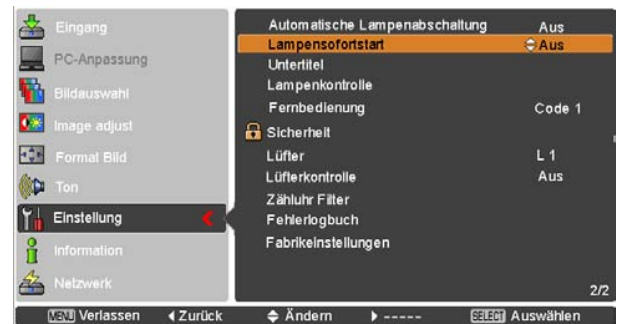 Eingang
PC-Anpassung
Bildauswahl
Image adjust
Format Bild
Ton
Einstellung
Information
Netzwerk
Automatische Lampenabschaltung Aus
Lampensofortstart Aus
Untertitel
Lampenkontrolle
Fernbedienung Code 1
Sicherheit
Lüfter L 1
Lüfterkontrolle Aus
Zähluhr Filter
Fehlerlogbuch
Fabrikeinstellungen
2/2
MENU Verlassen Zurück Ändern ----- SELECT Auswählen